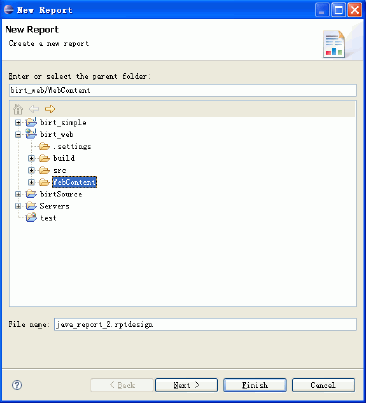 New Report
New Report
Create a new report
Enter or select the parent folder:
birt_web/WebContent
birt_simple
birt_web
.settings
build
src
WebContent
birtSource
Servers
test
File name: java_report_2.rptdesign
? < Back Next > Finish Cancel